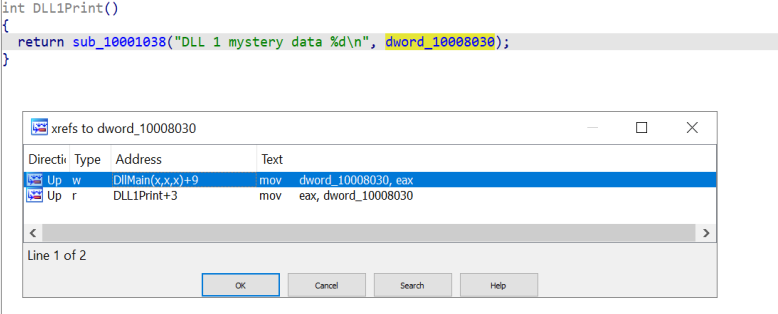 int DLL1Print()
{
return sub_10001038("DLL 1 mystery data %d\n", dword_10008030);
}
xrefs to dword_10008030
Directic Type Address Text
Up w DllMain(x,x,x)+9 mov dword_10008030, eax
Up r DLL1Print+3 mov eax, dword_10008030
Line 1 of 2
OK Cancel Search Help